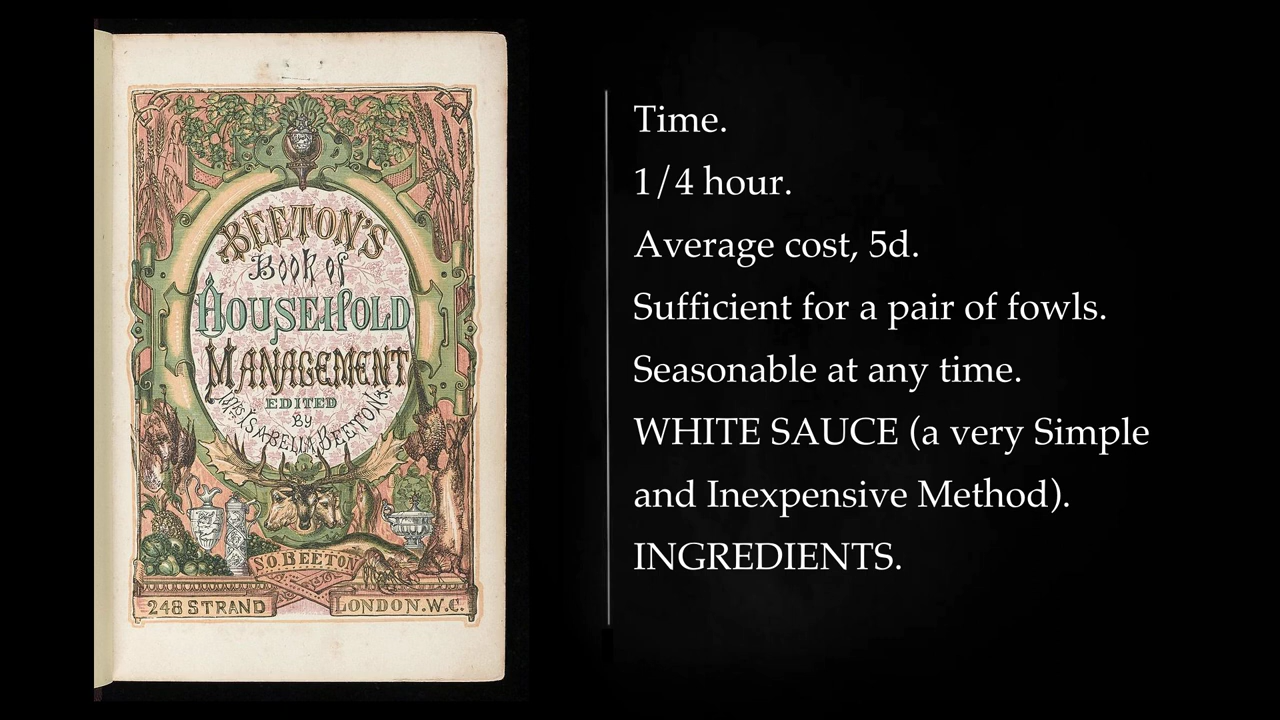 BEETON'S
Book of
HOUSEHOLD
MANAGEMENT
EDITED
By
MRS ISABELLA BEETON
S.O. BEETON
248 STRAND
LONDON. W.C.
Time.
1/4 hour.
Average cost, 5d.
Sufficient for a pair of fowls.
Seasonable at any time.
WHITE SAUCE (a very Simple
and Inexpensive Method).
INGREDIENTS.